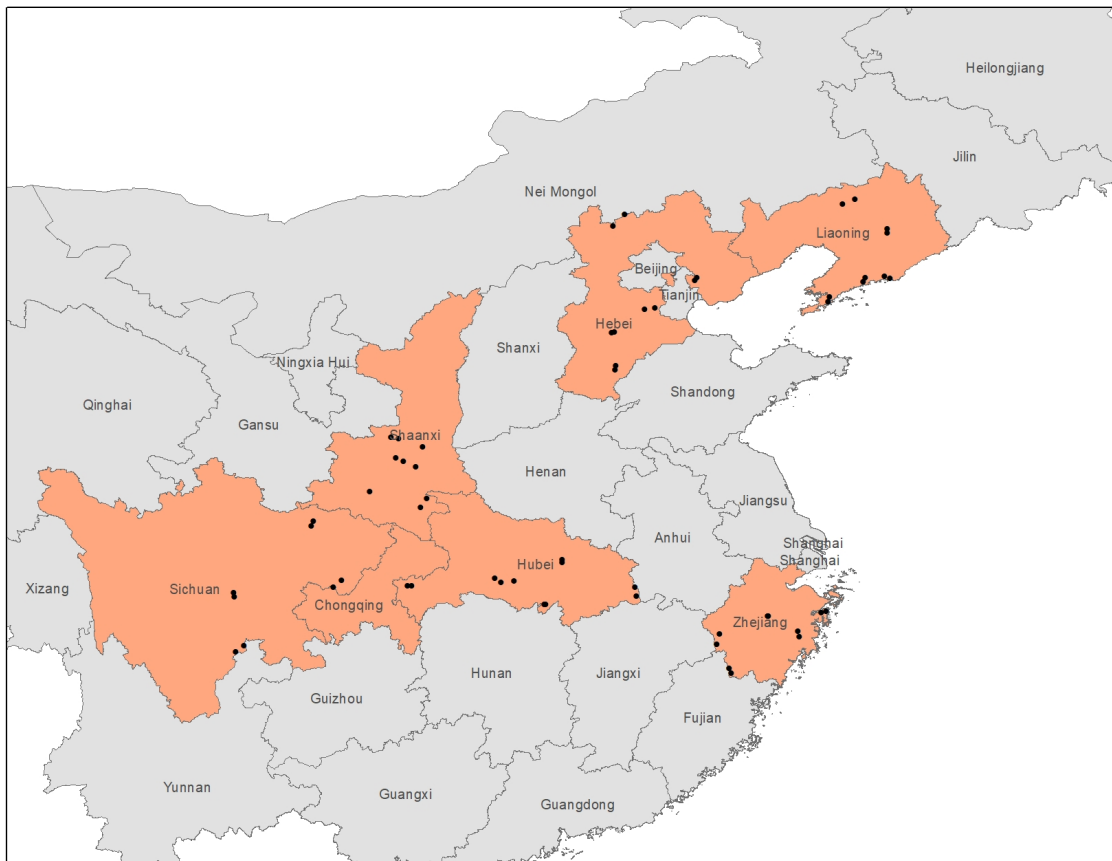 Heilongjiang
Jilin
Nei Mongol
Liaoning
Beijing
Tianjin
Hebei
Shanxi
Ningxia Hui
Shandong
Qinghai
Gansu
Shaanxi
Henan
Jiangsu
Anhui
Shanghai
Shanghai
Hubei
Xizang
Sichuan
Chongqing
Zhejiang
Hunan
Jiangxi
Guizhou
Fujian
Yunnan
Guangxi
Guangdong